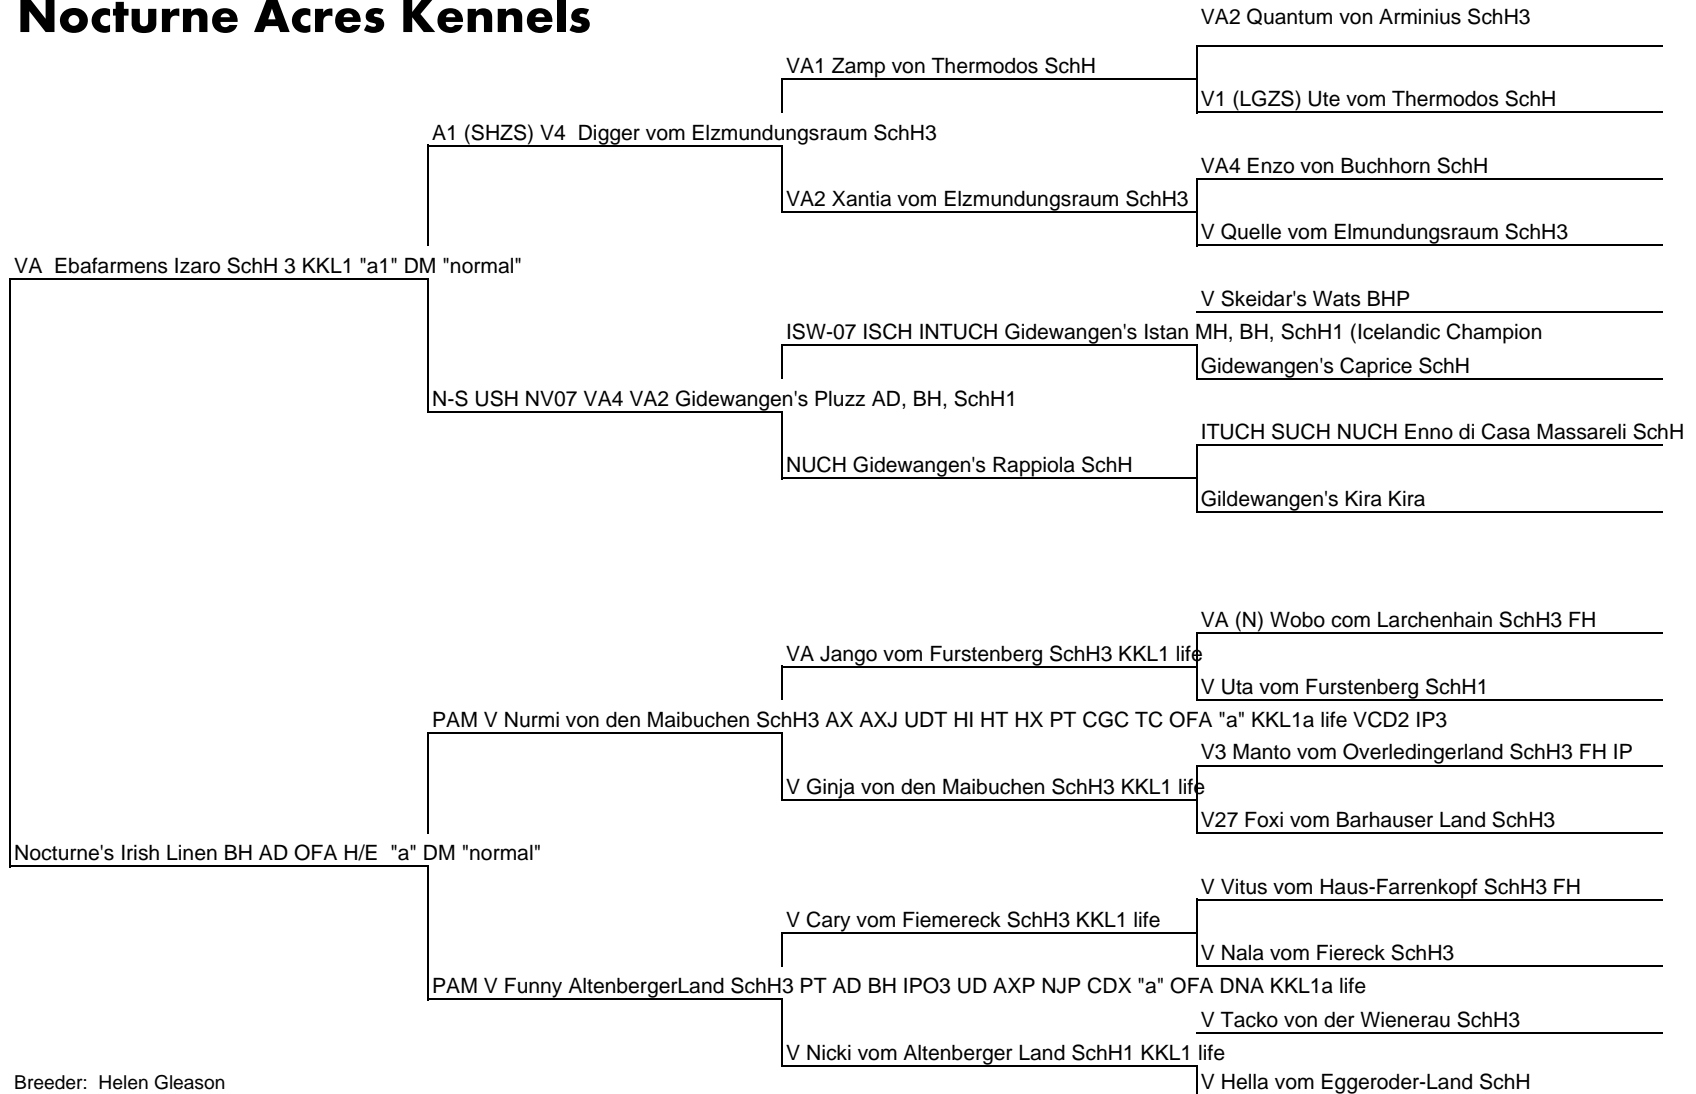 Nocturne Acres Kennels
VA2 Quantum von Arminius SchH3
VA1 Zamp von Thermodos SchH
V1 (LGZS) Ute vom Thermodos SchH
A1 (SHZS) V4  Digger vom Elzmundungsraum SchH3
VA4 Enzo von Buchhorn SchH
VA2 Xantia vom Elzmundungsraum SchH3
V Quelle vom Elmundungsraum SchH3
VA  Ebafarmens Izaro SchH 3 KKL1 "a1" DM "normal"
V Skeidar's Wats BHP
ISW-07 ISCH INTUCH Gidewangen's Istan MH, BH, SchH1 (Icelandic Champion
Gidewangen's Caprice SchH
N-S USH NV07 VA4 VA2 Gidewangen's Pluzz AD, BH, SchH1
ITUCH SUCH NUCH Enno di Casa Massareli SchH
NUCH Gidewangen's Rappiola SchH
Gildewangen's Kira Kira
VA (N) Wobo com Larchenhain SchH3 FH
VA Jango vom Furstenberg SchH3 KKL1 life
V Uta vom Furstenberg SchH1
PAM V Nurmi von den Maibuchen SchH3 AX AXJ UDT HI HT HX PT CGC TC OFA "a" KKL1a life VCD2 IP3
V3 Manto vom Overledingerland SchH3 FH IP
V Ginja von den Maibuchen SchH3 KKL1 life
V27 Foxi vom Barhauser Land SchH3
Nocturne's Irish Linen BH AD OFA H/E  "a" DM "normal"
V Vitus vom Haus-Farrenkopf SchH3 FH
V Cary vom Fiemereck SchH3 KKL1 life
V Nala vom Fiereck SchH3
PAM V Funny AltenbergerLand SchH3 PT AD BH IPO3 UD AXP NJP CDX "a" OFA DNA KKL1a life
V Tacko von der Wienerau SchH3
V Nicki vom Altenberger Land SchH1 KKL1 life
Breeder:  Helen Gleason
V Hella vom Eggeroder-Land SchH